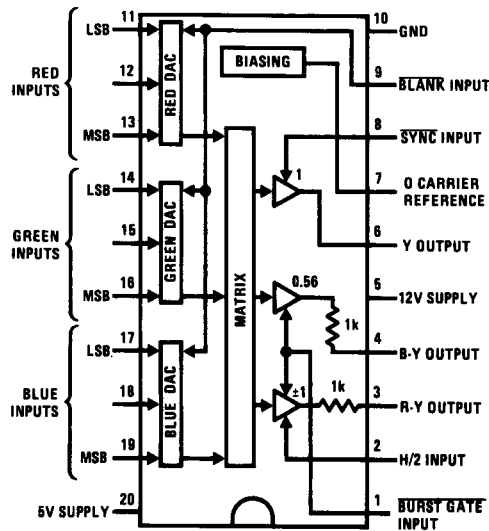 RED
INPUTS
LSB
11
12
MSB
13
GREEN
INPUTS
LSB
14
15
MSB
16
BLUE
INPUTS
LSB
17
18
MSB
19
5V SUPPLY
20
RED DAC
GREEN DAC
BLUE DAC
BIASING
MATRIX
1
0.56
1k
±1
1k
10
GND
9
BLANK INPUT
8
SYNC INPUT
7
O CARRIER
REFERENCE
6
Y OUTPUT
5
12V SUPPLY
4
B-Y OUTPUT
3
R-Y OUTPUT
2
H/2 INPUT
1
BURST GATE
INPUT